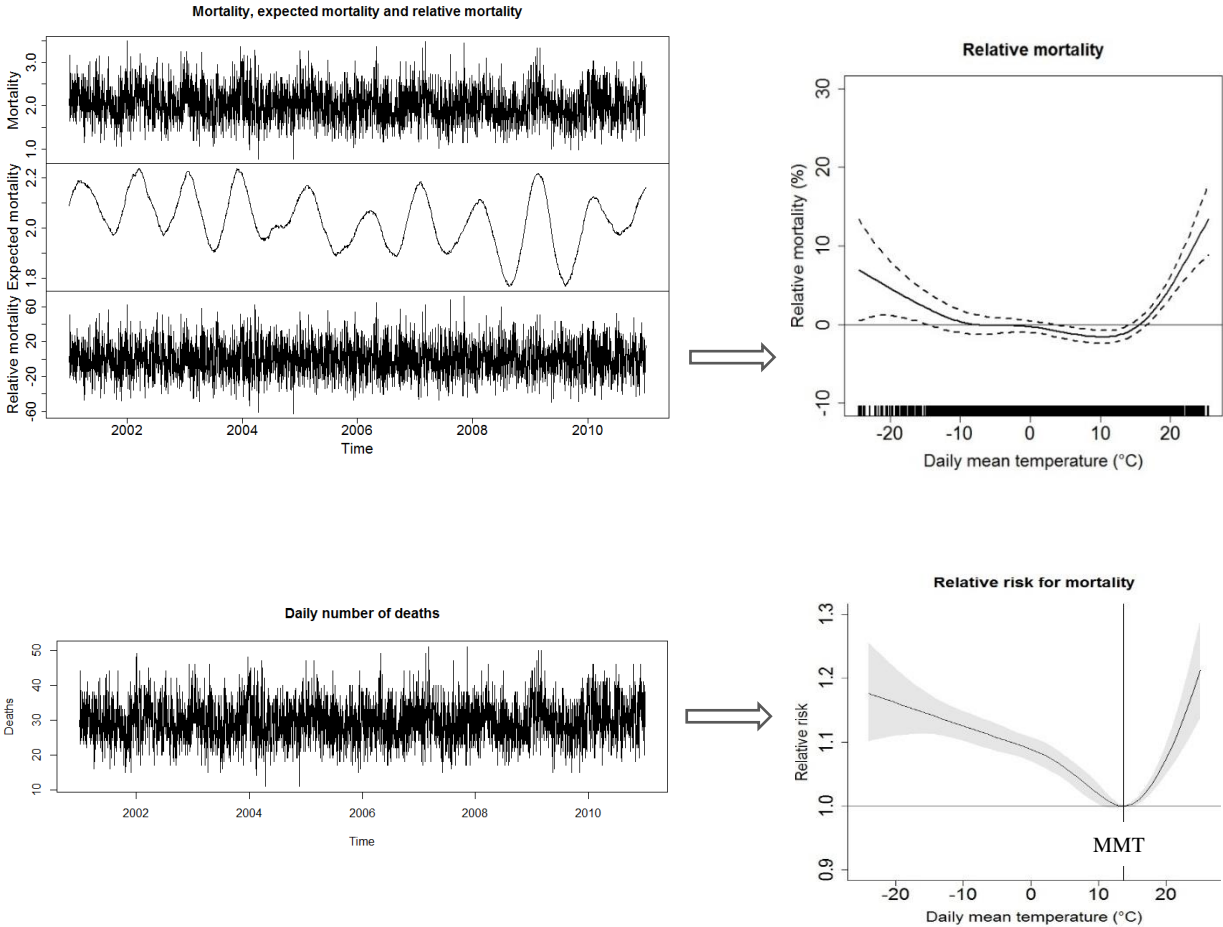 Mortality, expected mortality and relative mortality
Mortality
1.0 2.0 3.0
Expected mortality
1.8 2.0 2.2
Relative mortality
-60 -20 20 60
2002 2004 2006 2008 2010
Time
Relative mortality
Relative mortality (%)
-10 0 10 20 30
-20 -10 0 10 20
Daily mean temperature (°C)
Daily number of deaths
Deaths
10 20 30 40 50
2002 2004 2006 2008 2010
Time
Relative risk for mortality
Relative risk
0.9 1.0 1.1 1.2 1.3
MMT
-20 -10 0 10 20
Daily mean temperature (°C)